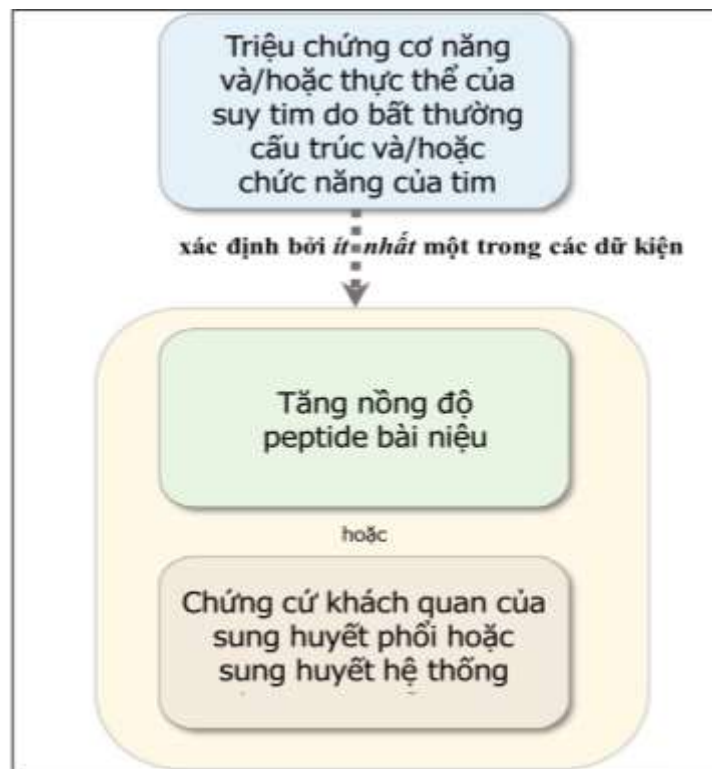 Triệu chứng cơ năng
và/hoặc thực thể của
suy tim do bất thường
cấu trúc và/hoặc
chức năng của tim
xác định bởi ít nhất một trong các dữ kiện
Tăng nồng độ
peptide bài niệu
hoặc
Chứng cứ khách quan của
sung huyết phổi hoặc
sung huyết hệ thống